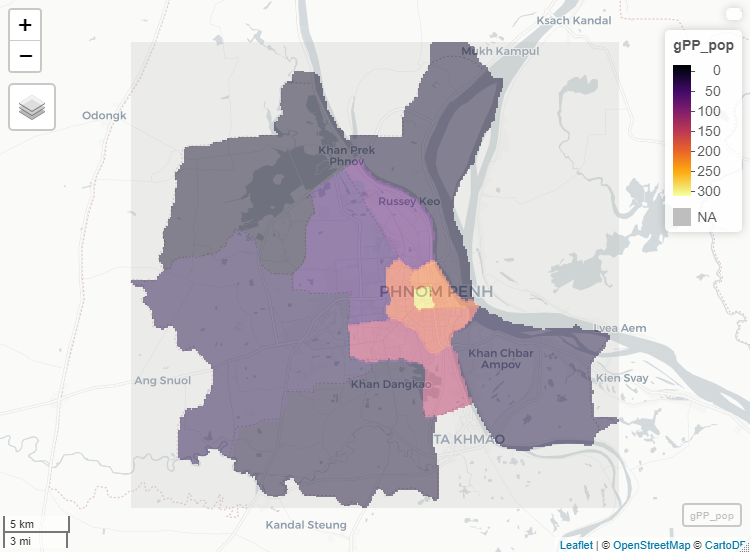 +
−
Ksach Kandal
Mukh Kampul
gPP_pop
0
50
100
150
200
250
300
NA
Odongk
Khan Prek
Phnov
Russey Keo
PHNOM PENH
Lvea Aem
Khan Chbar
Ampov
Ang Snuol
Khan Dangkao
Kien Svay
TA KHMAO
gPP_pop
5 km
3 mi
Kandal Steung
Leaflet | © OpenStreetMap © CartoDB